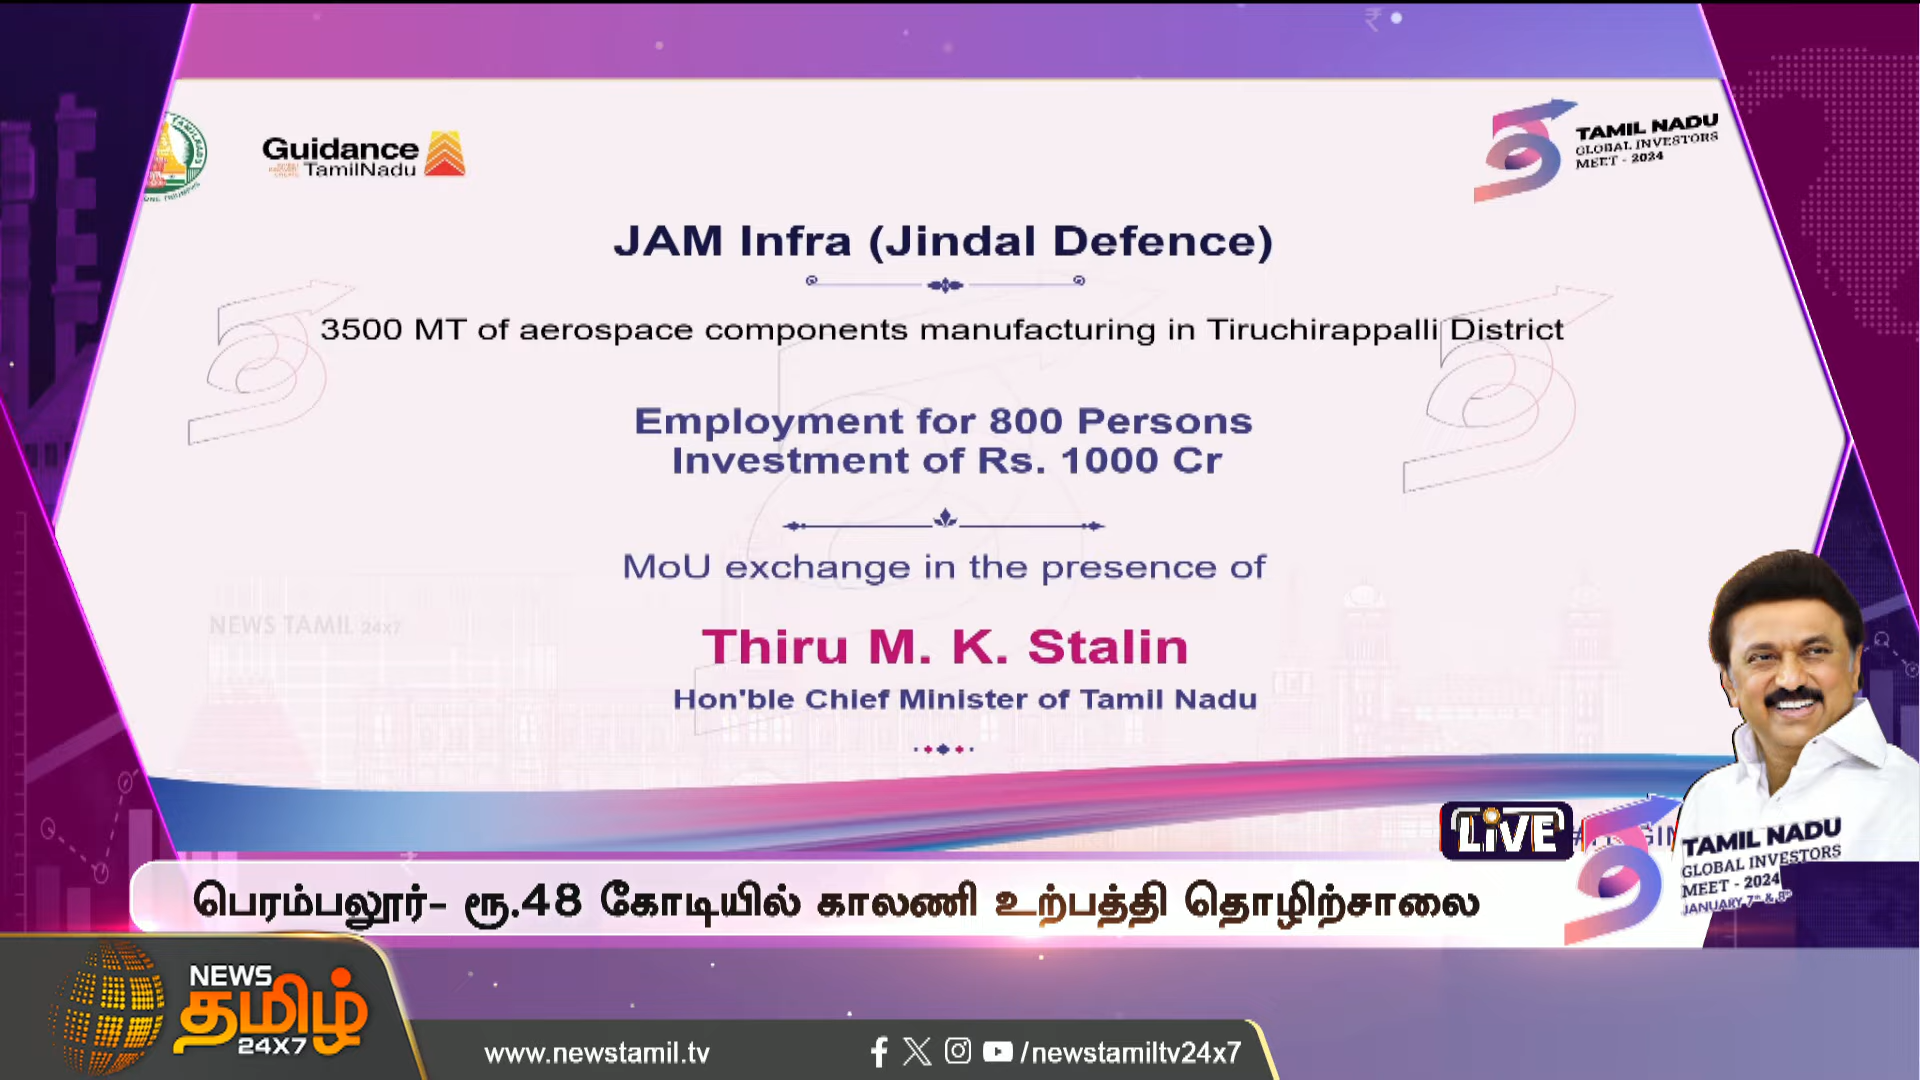 Guidance
TamilNadu
TAMIL NADU
GLOBAL INVESTORS
MEET - 2024
JAM Infra (Jindal Defence)
3500 MT of aerospace components manufacturing in Tiruchirappalli District
Employment for 800 Persons
Investment of Rs. 1000 Cr
MoU exchange in the presence of
NEWS TAMIL 24x7
Thiru M. K. Stalin
Hon'ble Chief Minister of Tamil Nadu
LIVE
TAMIL NADU
GLOBAL INVESTORS
MEET - 2024
JANUARY 7th & 8th
பெரம்பலூர்- ரூ.48 கோடியில் காலணி உற்பத்தி தொழிற்சாலை
NEWS
தமிழ்
24X7
www.newstamil.tv
/newstamiltv24x7